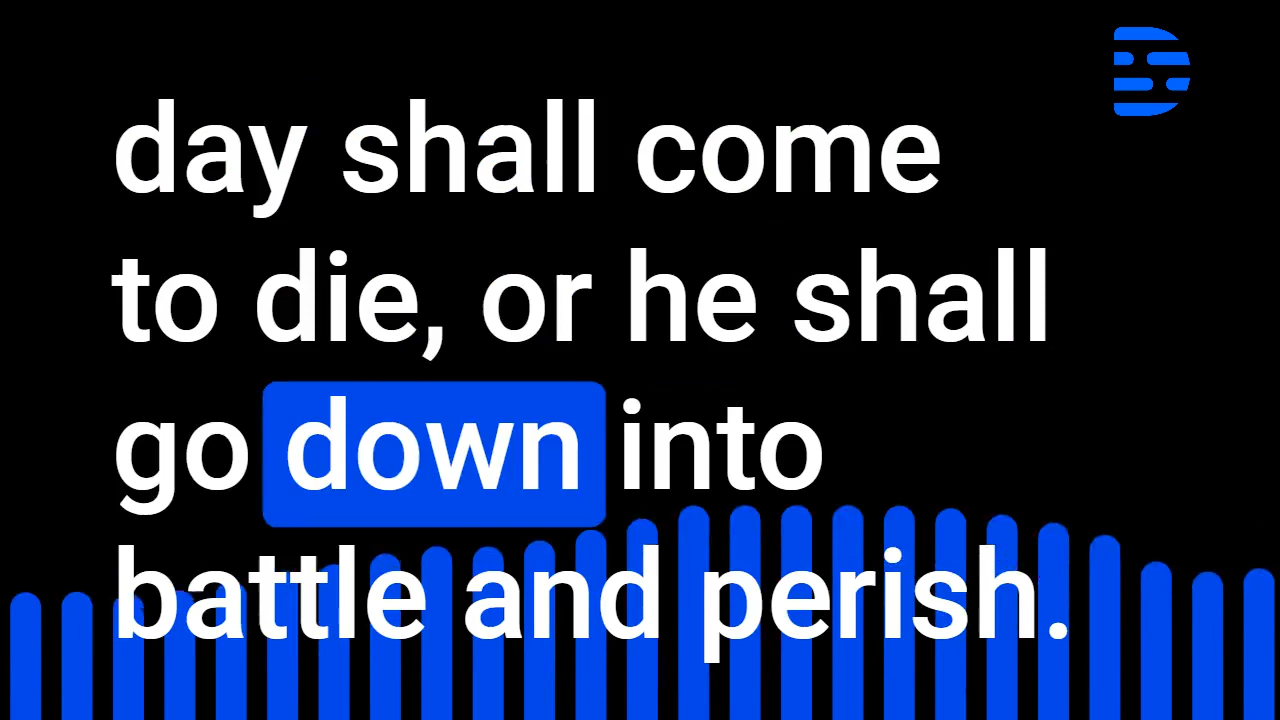 day shall come
to die, or he shall
go down into
battle and perish.